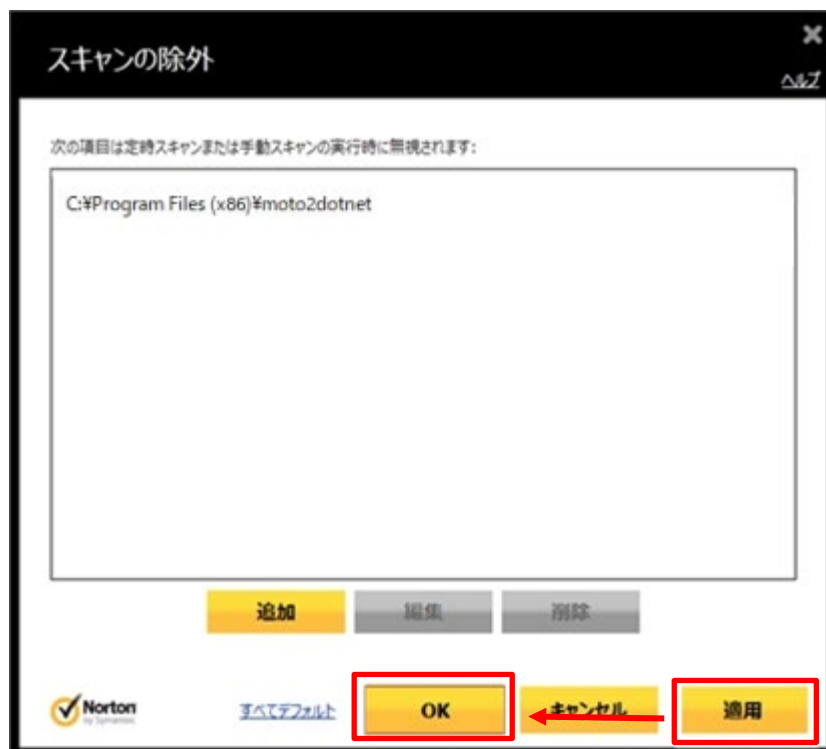 スキャンの除外
ヘルプ
次の項目は定時スキャンまたは手動スキャンの実行時に無視されます:
C:¥Program Files (x86)¥moto2dotnet
追加 編集 削除
Norton
by Symantec
すべてデフォルト OK キャンセル 適用